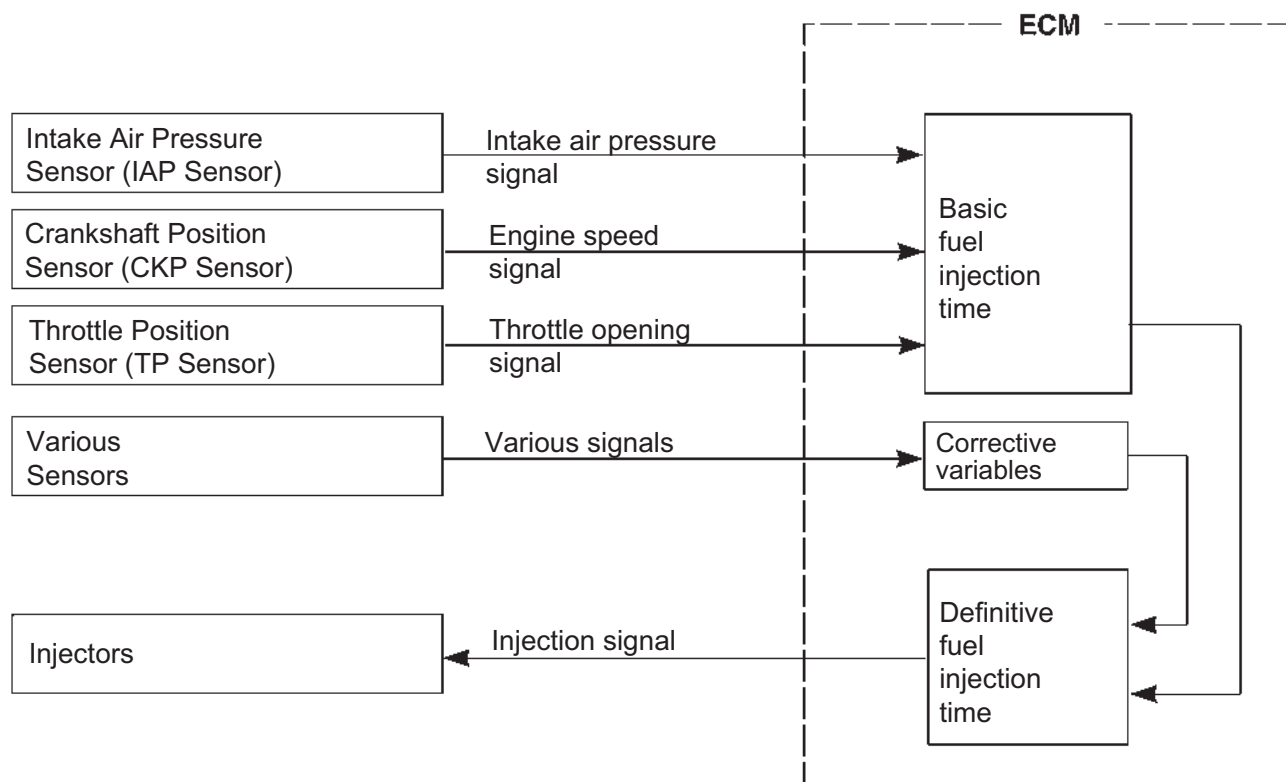 ECM
Intake Air Pressure
Sensor (IAP Sensor)
Intake air pressure
signal
Crankshaft Position
Sensor (CKP Sensor)
Engine speed
signal
Throttle Position
Sensor (TP Sensor)
Throttle opening
signal
Basic
fuel
injection
time
Various
Sensors
Various signals
Corrective
variables
Injectors
Injection signal
Definitive
fuel
injection
time